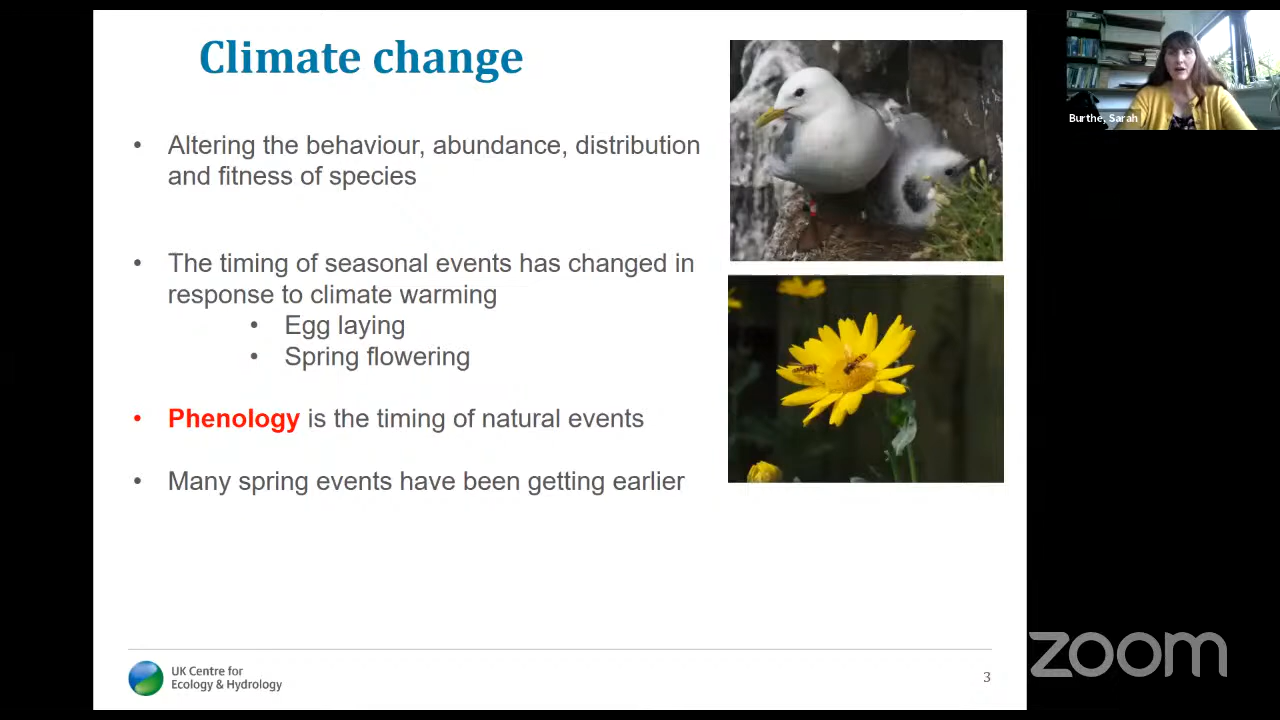 Climate change
• Altering the behaviour, abundance, distribution
and fitness of species
• The timing of seasonal events has changed in
response to climate warming
• Egg laying
• Spring flowering
• Phenology is the timing of natural events
• Many spring events have been getting earlier
UK Centre for
Ecology & Hydrology
3
Burthe, Sarah
zoom